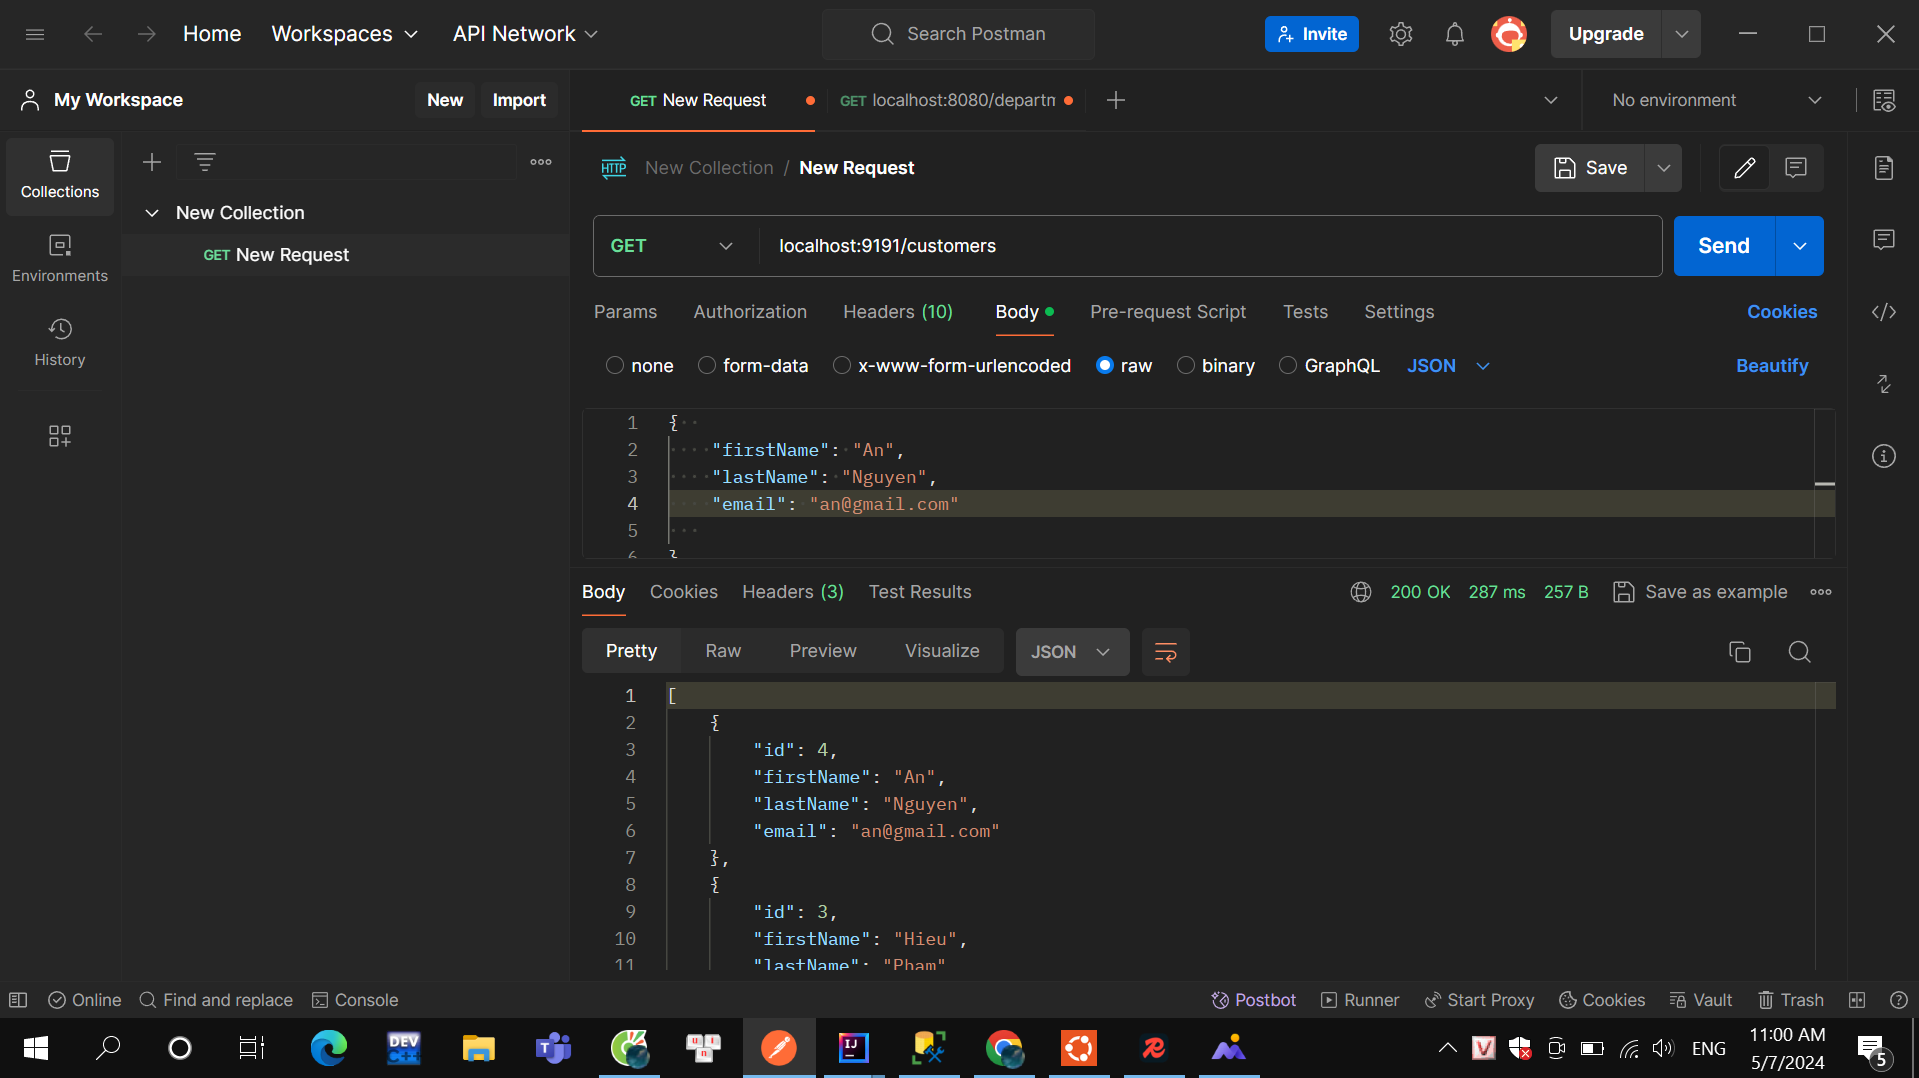 Home
Workspaces
API Network
Search Postman
Invite
Upgrade
My Workspace
New
Import
GET New Request
GET localhost:8080/departm
No environment
Collections
Environments
History
New Collection
GET New Request
HTTP New Collection / New Request
Save
GET
localhost:9191/customers
Send
Params
Authorization
Headers (10)
Body
Pre-request Script
Tests
Settings
Cookies
none
form-data
x-www-form-urlencoded
raw
binary
GraphQL
JSON
Beautify
1 {
2 "firstName": "An",
3 "lastName": "Nguyen",
4 "email": "an@gmail.com"
5
6 }
Body
Cookies
Headers (3)
Test Results
200 OK
287 ms
257 B
Save as example
Pretty
Raw
Preview
Visualize
JSON
1 [
2 {
3 "id": 4,
4 "firstName": "An",
5 "lastName": "Nguyen",
6 "email": "an@gmail.com"
7 },
8 {
9 "id": 3,
10 "firstName": "Hieu",
11 "lastName": "Pham"
Online
Find and replace
Console
Postbot
Runner
Start Proxy
Cookies
Vault
Trash
DEV
C++
T
u i n
IJ
V
ENG
11:00 AM
5/7/2024
5